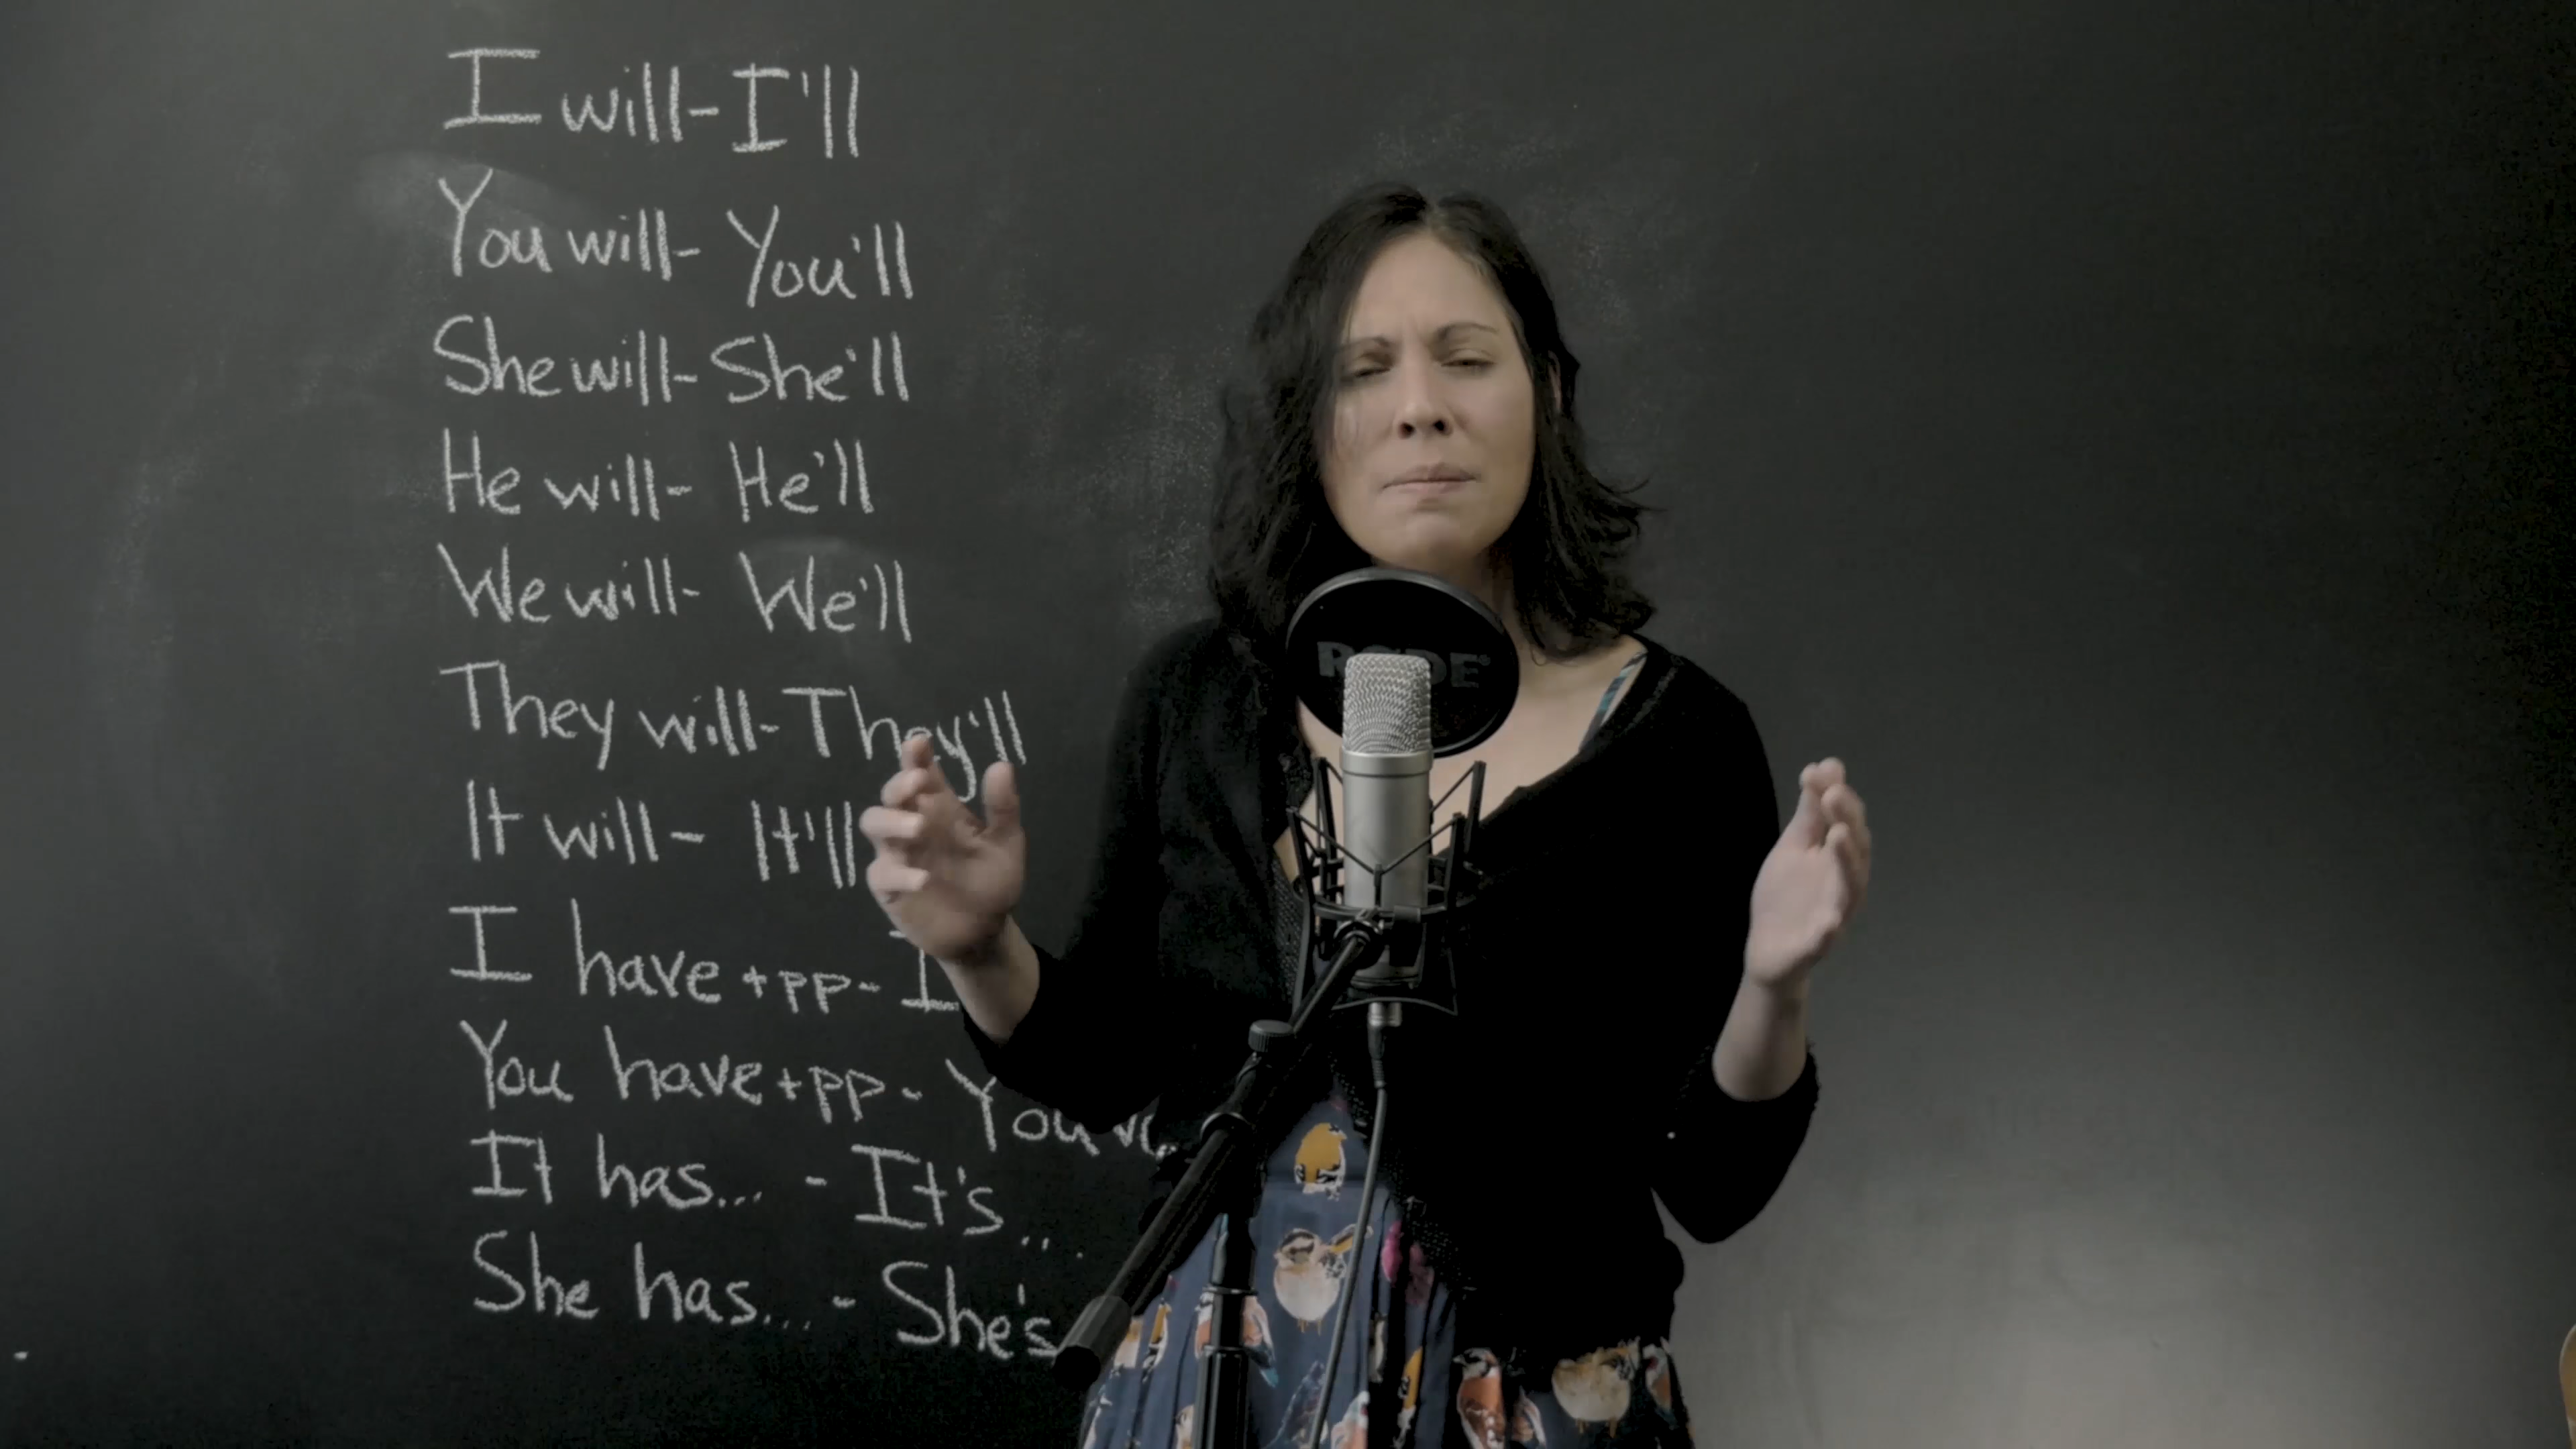 I will - I'll
You will - You'll
She will - She'll
He will - He'll
We will - We'll
They will - They'll
It will - It'll
I have + pp - I
You have + pp - You've
It has... - It's...
She has... - She's
RODE